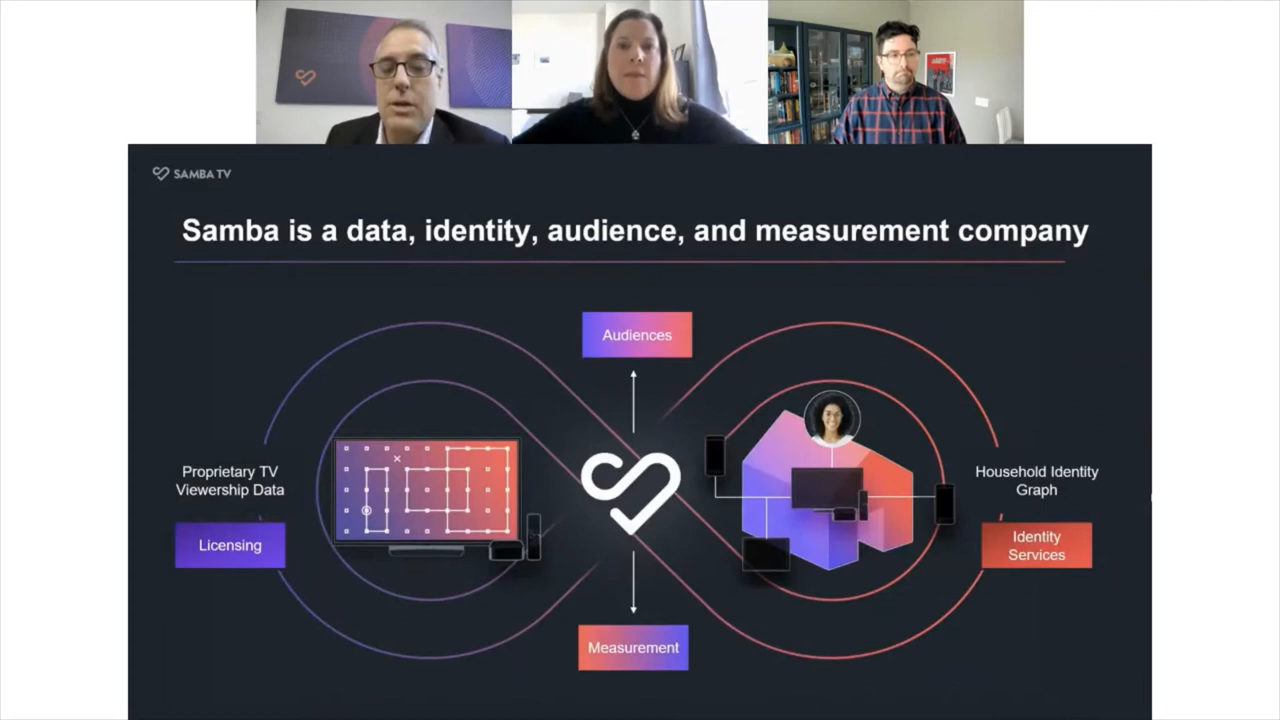 SAMBA TV
Samba is a data, identity, audience, and measurement company
Audiences
Proprietary TV
Viewership Data
Licensing
Household Identity
Graph
Identity
Services
Measurement